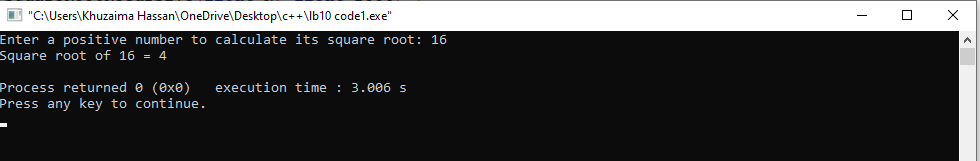 "C:\Users\Khuzaima Hassan\OneDrive\Desktop\c++\lb10 code1.exe"
Enter a positive number to calculate its square root: 16
Square root of 16 = 4
Process returned 0 (0x0)   execution time : 3.006 s
Press any key to continue.